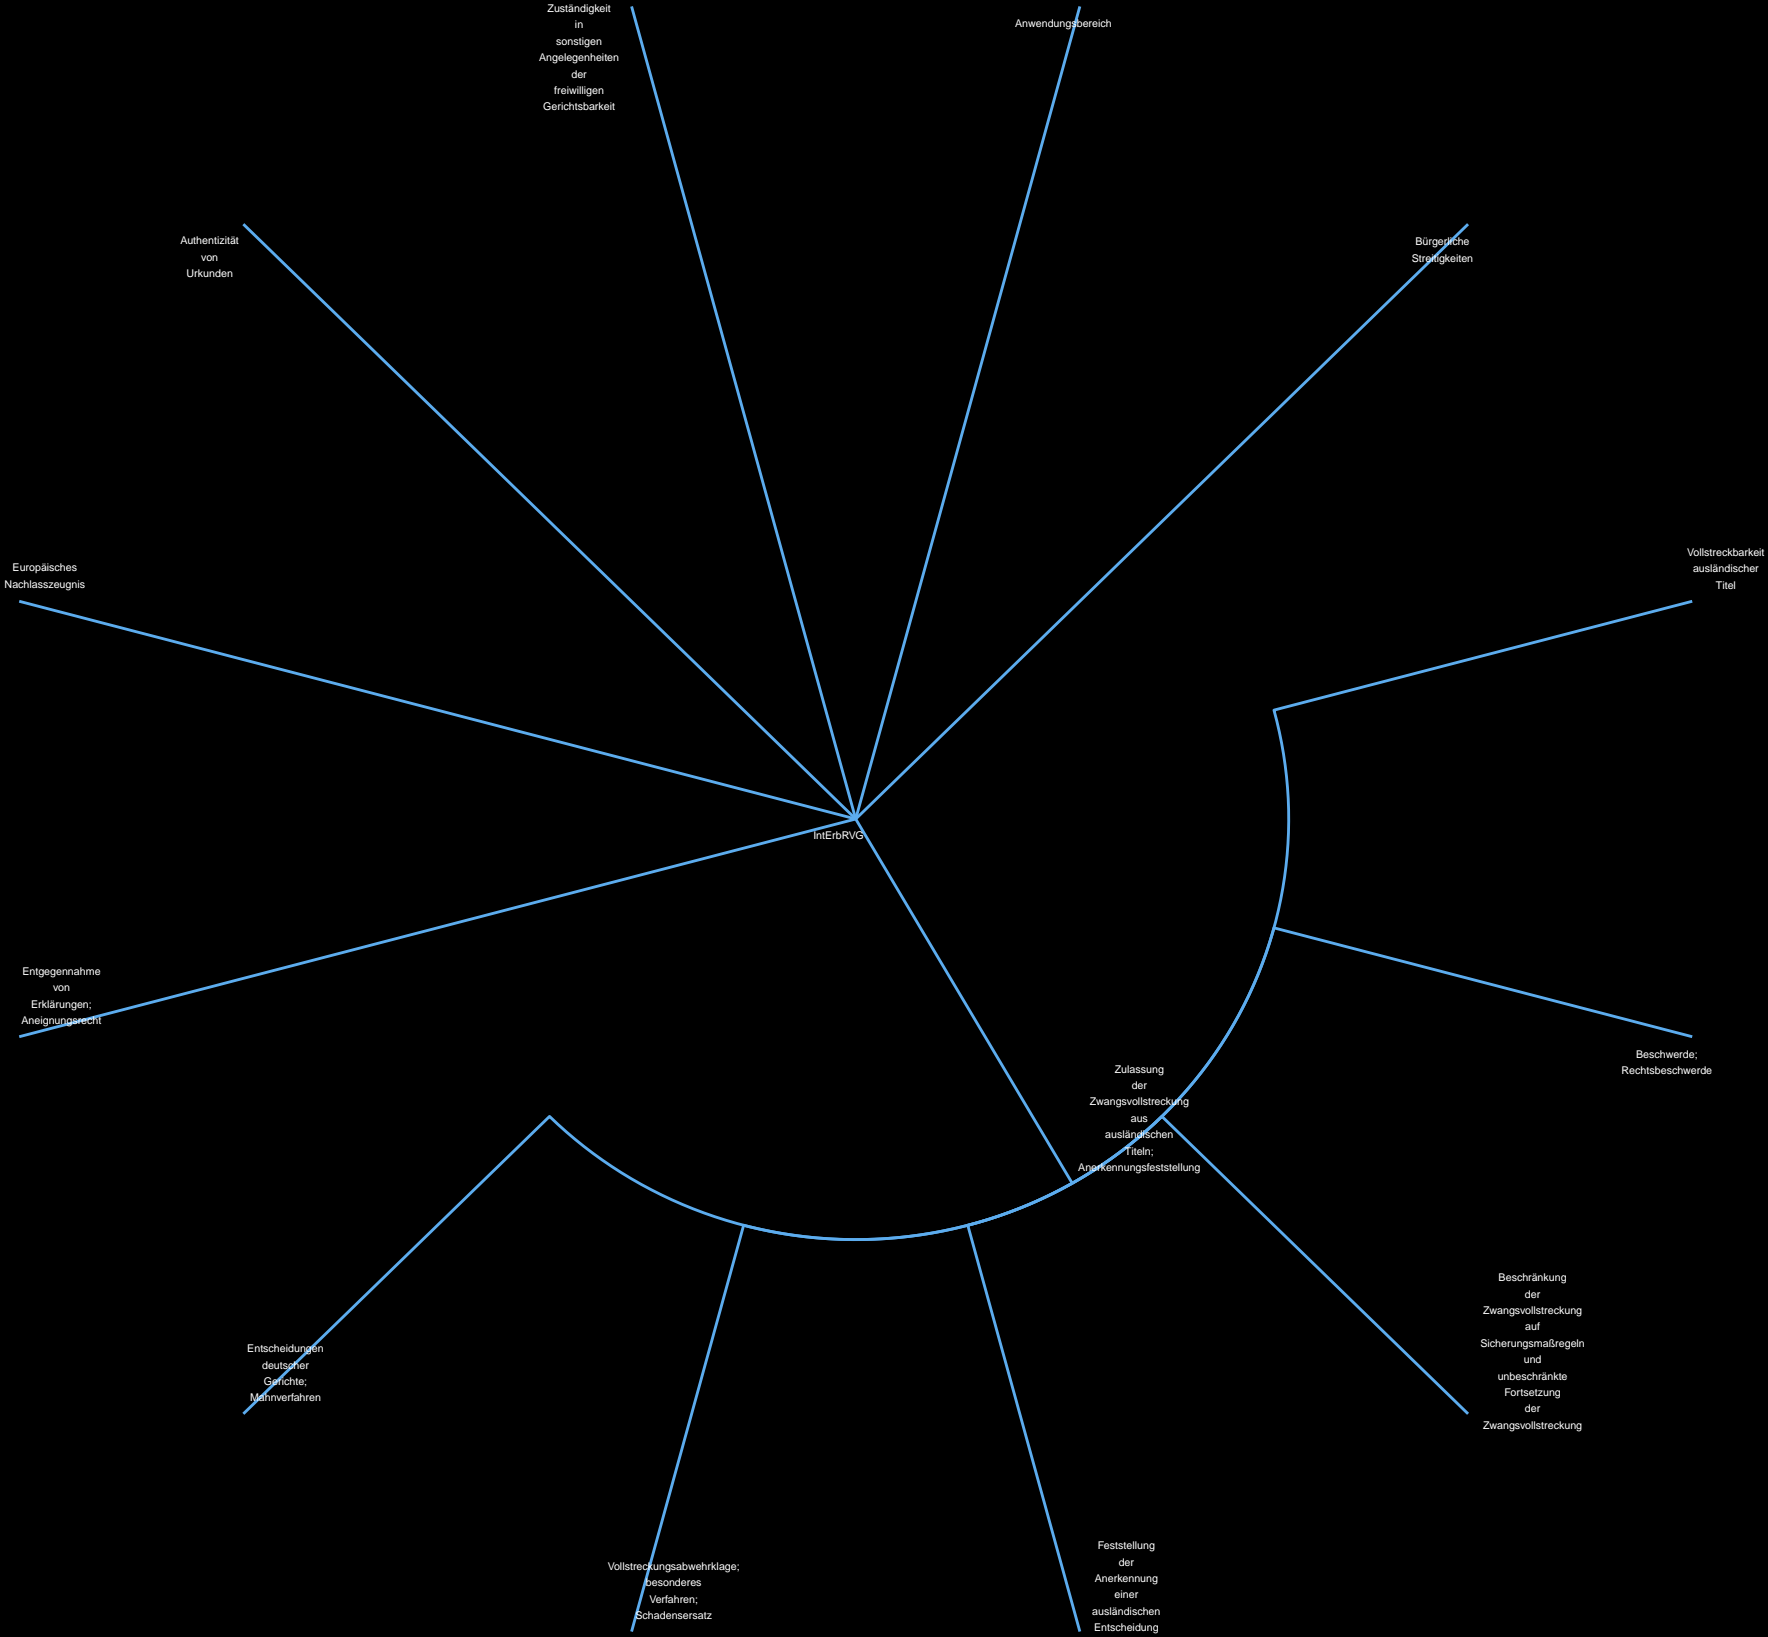 Zuständigkeit
in
sonstigen
Angelegenheiten
der
freiwilligen
Gerichtsbarkeit
Anwendungsbereich
Authentizität
von
Urkunden
Bürgerliche
Streitigkeiten
Europäisches
Nachlasszeugnis
Vollstreckbarkeit
ausländischer
Titel
IntErbRVG
Entgegennahme
von
Erklärungen;
Aneignungsrecht
Beschwerde;
Rechtsbeschwerde
Zulassung
der
Zwangsvollstreckung
aus
ausländischen
Titeln;
Anerkennungsfeststellung
Beschränkung
der
Zwangsvollstreckung
auf
Sicherungsmaßregeln
und
unbeschränkte
Fortsetzung
der
Zwangsvollstreckung
Entscheidungen
deutscher
Gerichte;
Mahnverfahren
Vollstreckungsabwehrklage;
besonderes
Verfahren;
Schadensersatz
Feststellung
der
Anerkennung
einer
ausländischen
Entscheidung